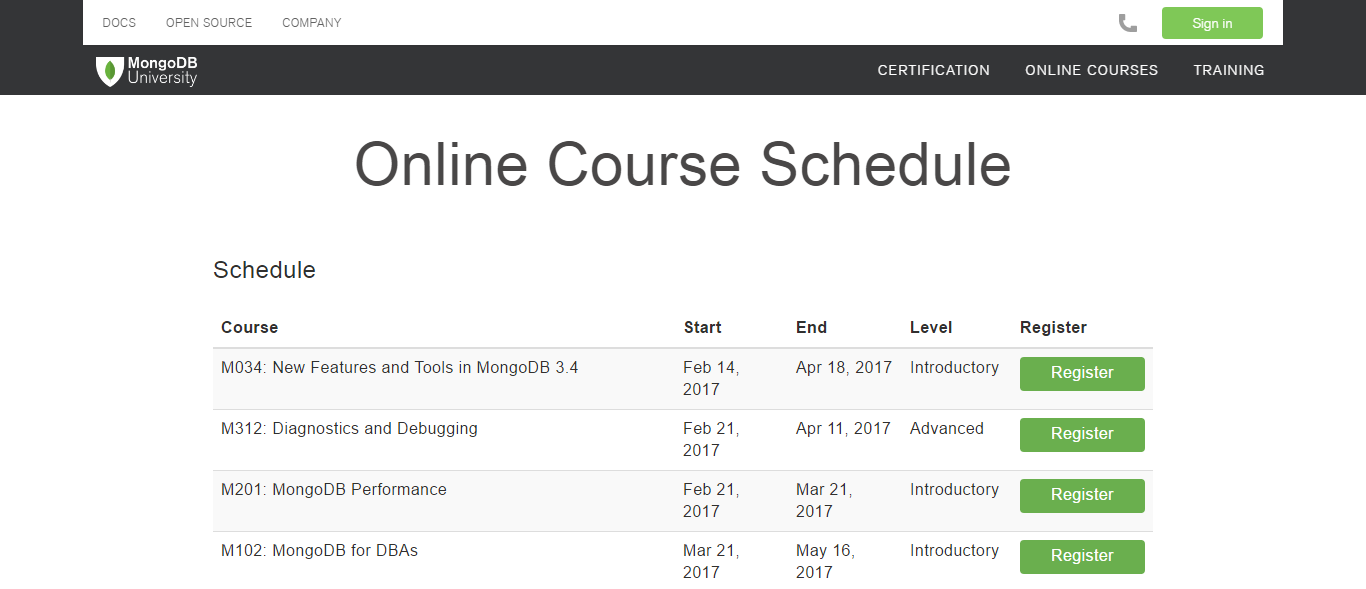 DOCS OPEN SOURCE COMPANY Sign in
MongoDB
University
CERTIFICATION ONLINE COURSES TRAINING
Online Course Schedule
Schedule
Course Start End Level Register
M034: New Features and Tools in MongoDB 3.4 Feb 14, 2017 Apr 18, 2017 Introductory Register
M312: Diagnostics and Debugging Feb 21, 2017 Apr 11, 2017 Advanced Register
M201: MongoDB Performance Feb 21, 2017 Mar 21, 2017 Introductory Register
M102: MongoDB for DBAs Mar 21, 2017 May 16, 2017 Introductory Register